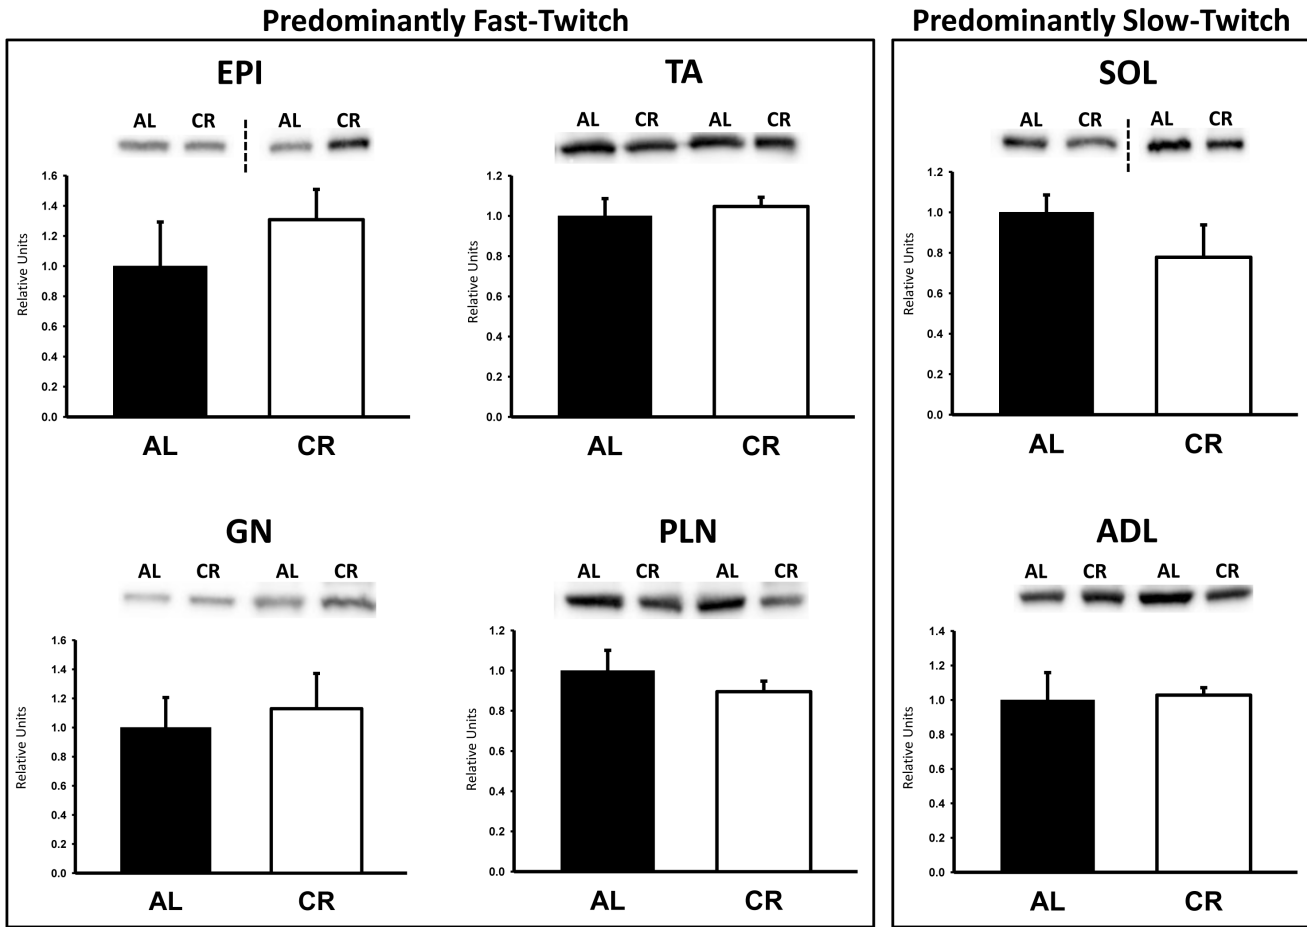 Predominantly Fast-Twitch
Predominantly Slow-Twitch
EPI
AL CR AL CR
Relative Units
1.6
1.4
1.2
1.0
0.8
0.6
0.4
0.2
0.0
AL CR
TA
AL CR AL CR
Relative Units
1.2
1.0
0.8
0.6
0.4
0.2
0.0
AL CR
SOL
AL CR AL CR
Relative Units
1.2
1.0
0.8
0.6
0.4
0.2
0.0
AL CR
GN
AL CR AL CR
Relative Units
1.6
1.4
1.2
1.0
0.8
0.6
0.4
0.2
0.0
AL CR
PLN
AL CR AL CR
Relative Units
1.2
1.0
0.8
0.6
0.4
0.2
0.0
AL CR
ADL
AL CR AL CR
Relative Units
1.4
1.2
1.0
0.8
0.6
0.4
0.2
0.0
AL CR